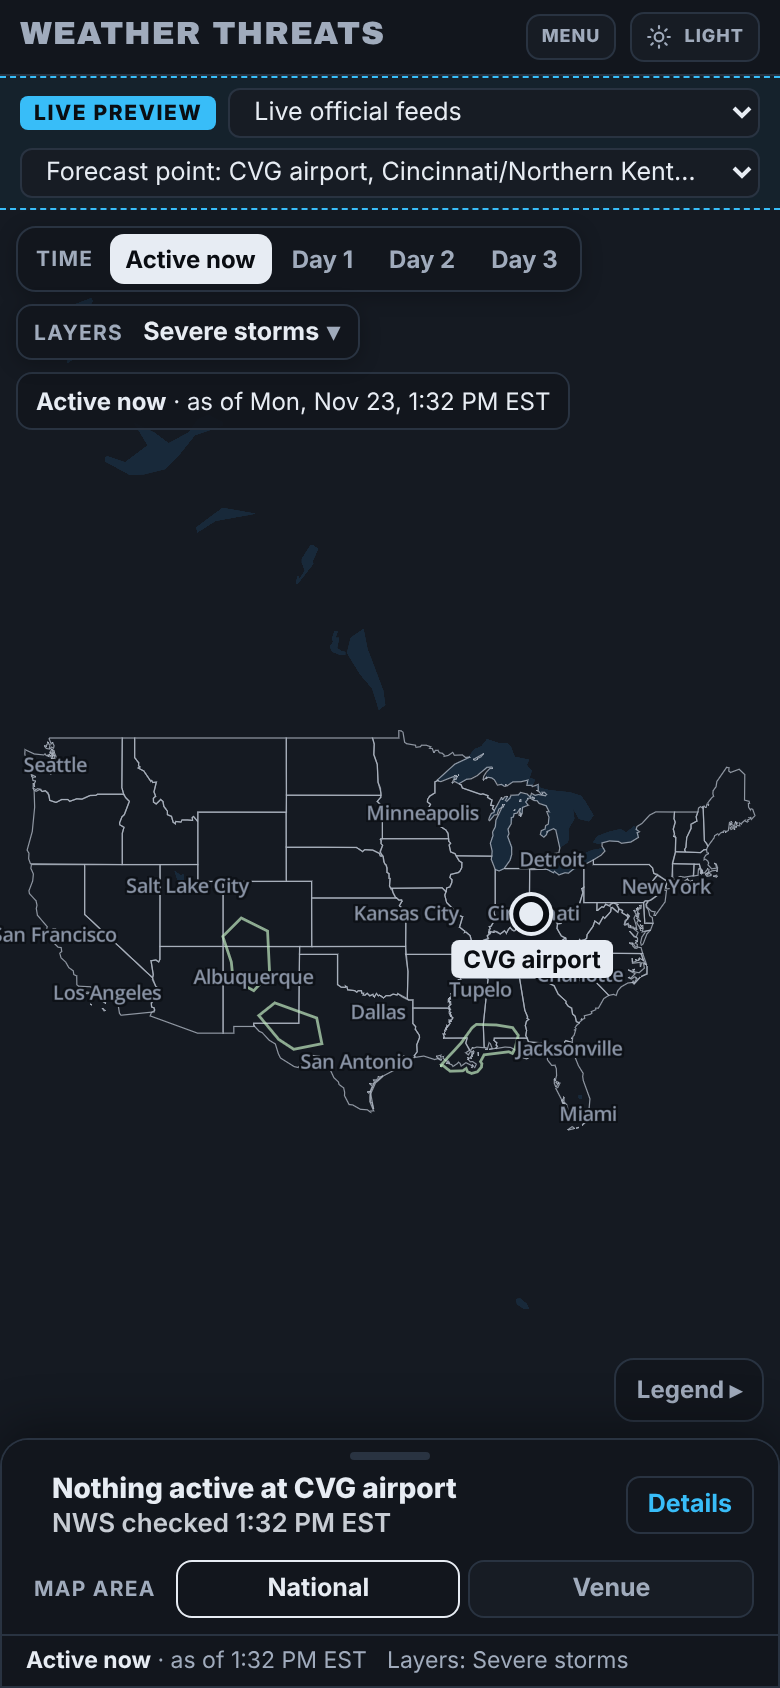 WEATHER THREATS
MENU
LIGHT
LIVE PREVIEW
Live official feeds
Forecast point: CVG airport, Cincinnati/Northern Kent...
TIME
Active now
Day 1
Day 2
Day 3
LAYERS Severe storms ▾
Active now · as of Mon, Nov 23, 1:32 PM EST
Seattle
Minneapolis
Detroit
Salt Lake City
New York
Kansas City
San Francisco
CVG airport
Albuquerque
Tupelo
Los Angeles
Dallas
Jacksonville
San Antonio
Miami
Legend ▸
Nothing active at CVG airport
Details
NWS checked 1:32 PM EST
MAP AREA
National
Venue
Active now · as of 1:32 PM EST Layers: Severe storms